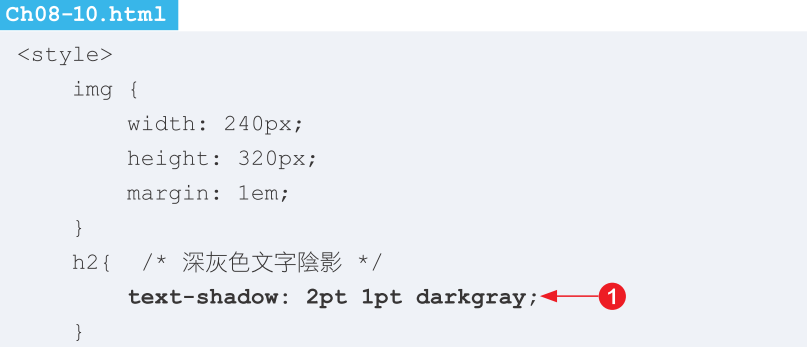 Ch08-10.html
<style>
img {
width: 240px;
height: 320px;
margin: 1em;
}
h2{ /* 深灰色文字陰影 */
text-shadow: 2pt 1pt darkgray; 1
}